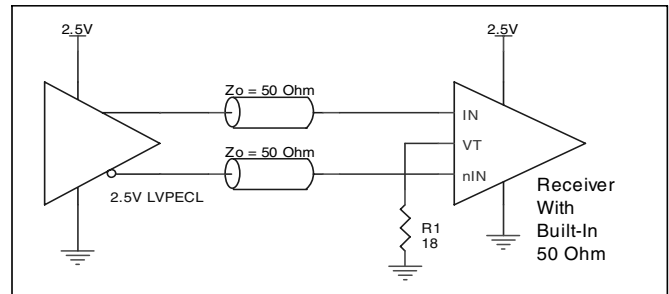 2.5V
2.5V
Zo = 50 Ohm
IN
VT
Zo = 50 Ohm
nIN
2.5V LVPECL
R1
18
Receiver
With
Built-In
50 Ohm